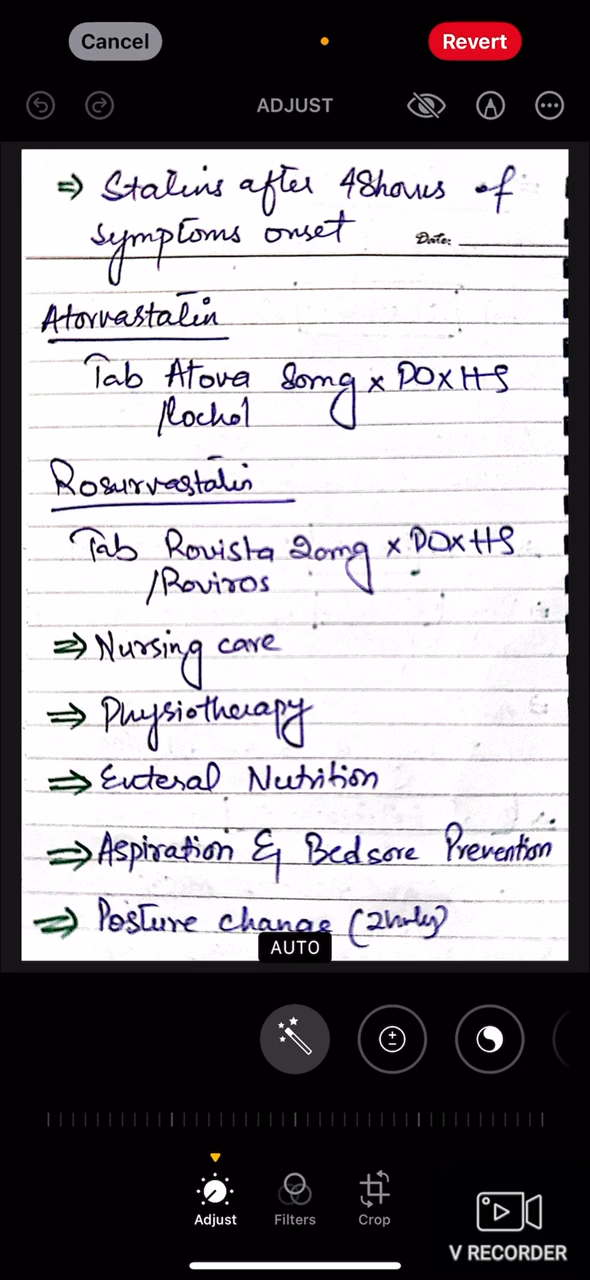 Cancel
Revert
ADJUST
⇒ Statins after 48hours of
symptoms onset
Date:
Atorvastatin
Tab Atova 80mg x PO x HS
/Rochol
Rosurvastatin
Tab Rovista 20mg x PO x HS
/Roviros
⇒ Nursing care
⇒ Physiotherapy
⇒ Enteral Nutrition
⇒ Aspiration & Bedsore Prevention
⇒ Posture change (2hrly)
AUTO
Adjust
Filters
Crop
V RECORDER